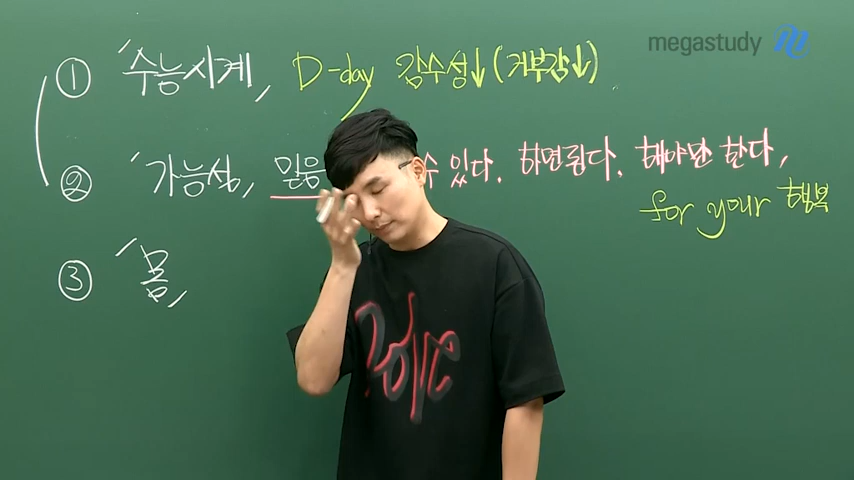 megastudy
① '수능시계, D-day 감수성↓(거부감↓)
② '가능성, 믿음 수 있다. 하면된다. 해야만 한다,
for your 행복
③ '몸,